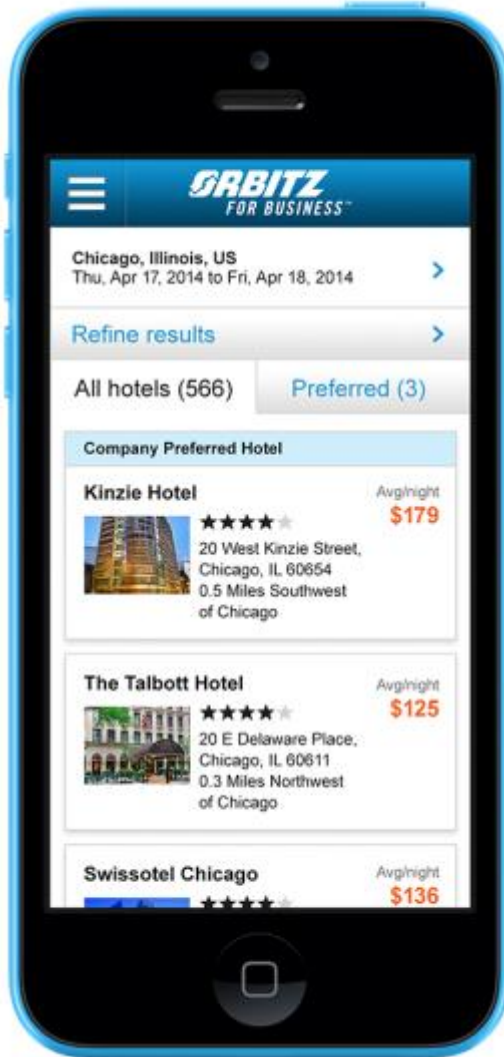 ORBITZ
FOR BUSINESS™
Chicago, Illinois, US
Thu, Apr 17, 2014 to Fri, Apr 18, 2014
Refine results
All hotels (566)
Preferred (3)
Company Preferred Hotel
Kinzie Hotel
Avg/night
$179
20 West Kinzie Street,
Chicago, IL 60654
0.5 Miles Southwest
of Chicago
The Talbott Hotel
Avg/night
$125
20 E Delaware Place,
Chicago, IL 60611
0.3 Miles Northwest
of Chicago
Swissotel Chicago
Avg/night
$136